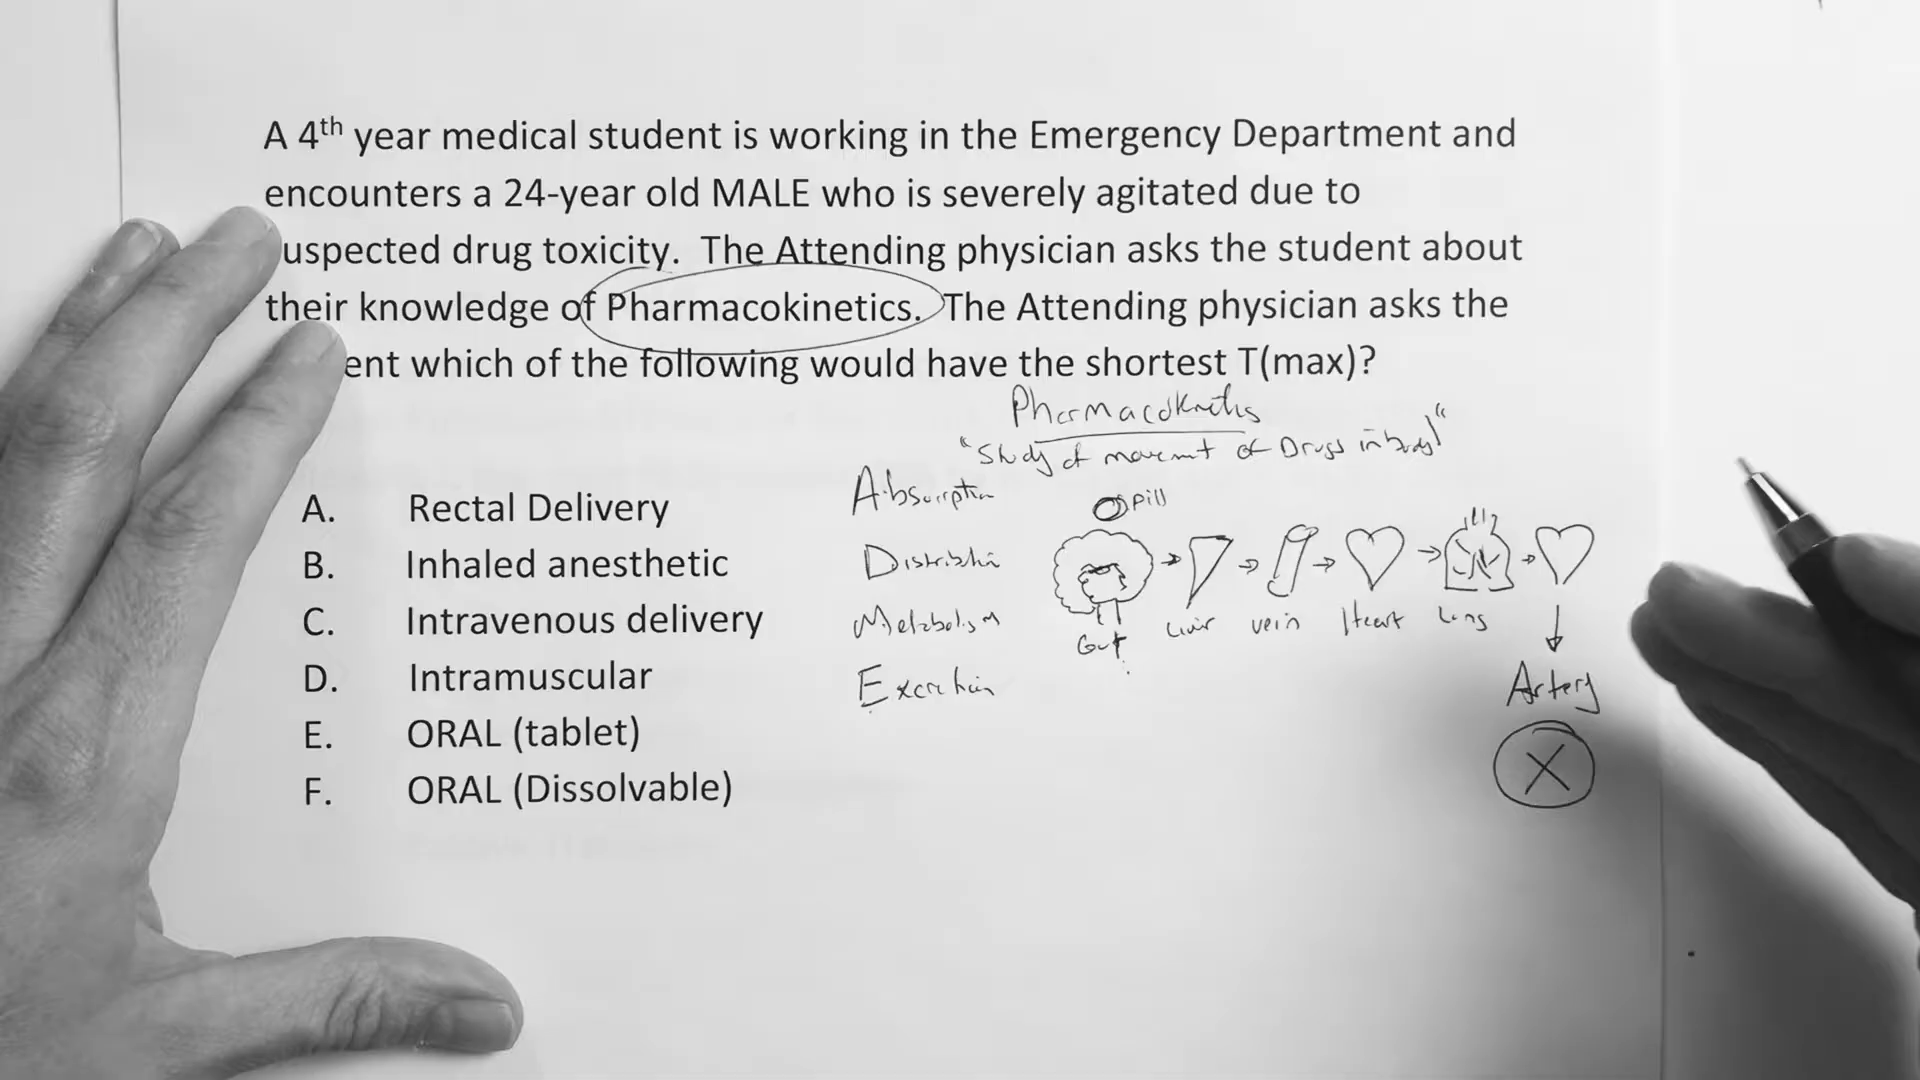 A 4th year medical student is working in the Emergency Department and
encounters a 24-year old MALE who is severely agitated due to
uspected drug toxicity. The Attending physician asks the student about
their knowledge of Pharmacokinetics. The Attending physician asks the
ent which of the following would have the shortest T(max)?
Pharmacokinetics
"Study of movement of Drugs in body"
A. Rectal Delivery
B. Inhaled anesthetic
C. Intravenous delivery
D. Intramuscular
E. ORAL (tablet)
F. ORAL (Dissolvable)
Absorption
Distribution
Metabolism
Excretion
Pill
Gut Liver vein Heart Lung
Artery
X